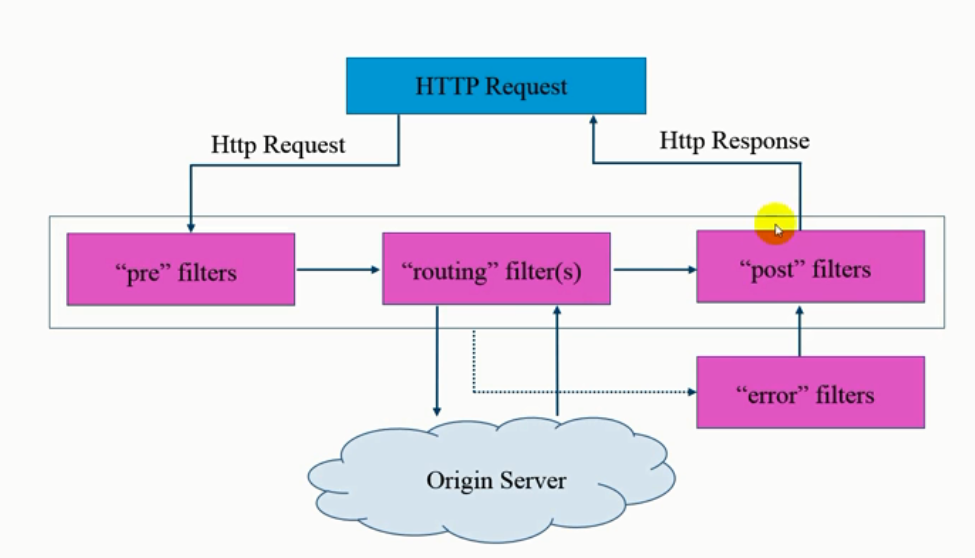 HTTP Request
Http Request
Http Response
“pre” filters
“routing” filter(s)
“post” filters
“error” filters
Origin Server